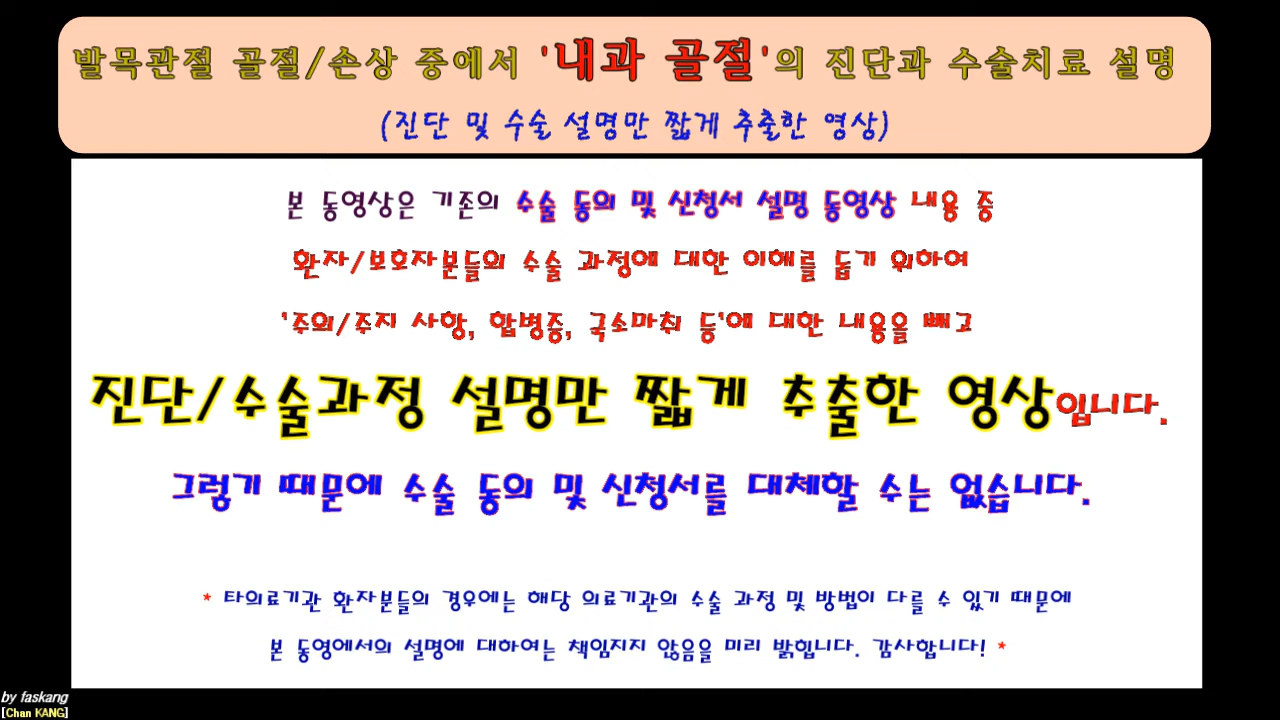 발목관절 골절/손상 중에서 '내과 골절'의 진단과 수술치료 설명
(진단 및 수술 설명만 짧게 추출한 영상)
본 동영상은 기존의 수술 동의 및 신청서 설명 동영상 내용 중
환자/보호자분들의 수술 과정에 대한 이해를 돕기 위하여
'주의/주지 사항, 합병증, 국소마취 등'에 대한 내용을 빼고
진단/수술과정 설명만 짧게 추출한 영상입니다.
그렇기 때문에 수술 동의 및 신청서를 대체할 수는 없습니다.
* 타의료기관 환자분들의 경우에는 해당 의료기관의 수술 과정 및 방법이 다를 수 있기 때문에
본 동영에서의 설명에 대하여는 책임지지 않음을 미리 밝힙니다. 감사합니다! *
by faskang
[Chan KANG]